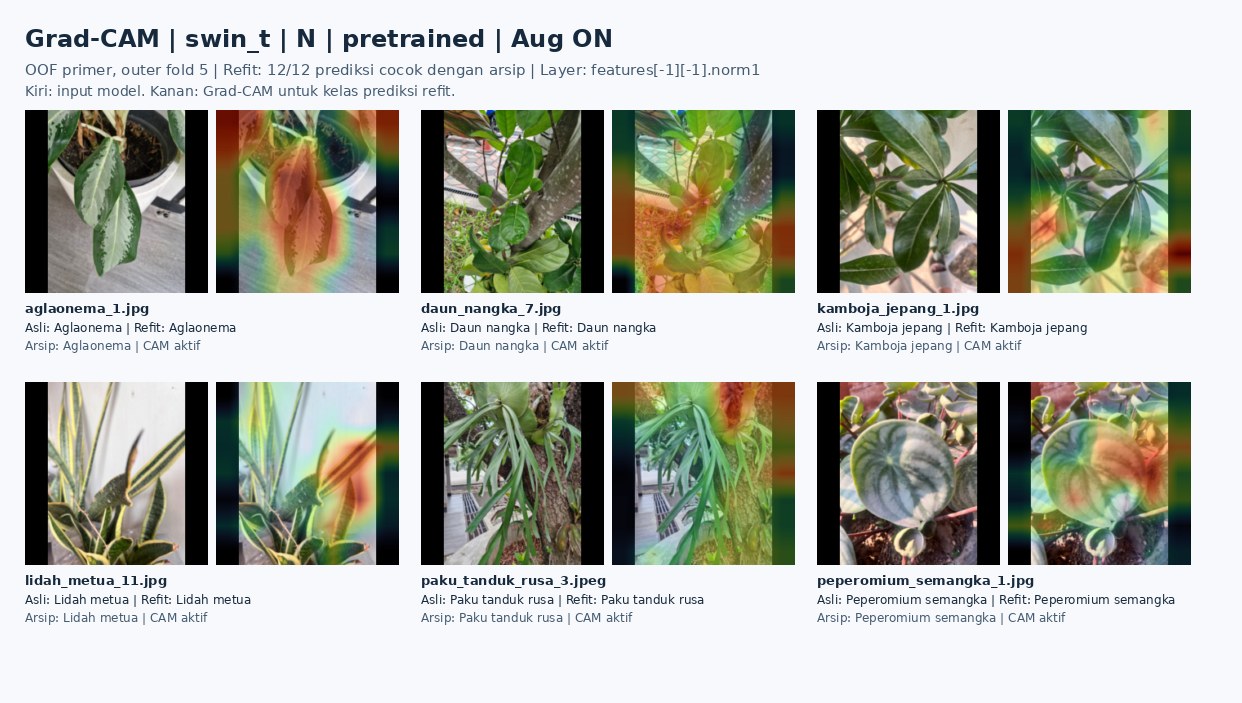 Grad-CAM | swin_t | N | pretrained | Aug ON
OOF primer, outer fold 5 | Refit: 12/12 prediksi cocok dengan arsip | Layer: features[-1][-1].norm1
Kiri: input model. Kanan: Grad-CAM untuk kelas prediksi refit.
aglaonema_1.jpg
Asli: Aglaonema | Refit: Aglaonema
Arsip: Aglaonema | CAM aktif
daun_nangka_7.jpg
Asli: Daun nangka | Refit: Daun nangka
Arsip: Daun nangka | CAM aktif
kamboja_jepang_1.jpg
Asli: Kamboja jepang | Refit: Kamboja jepang
Arsip: Kamboja jepang | CAM aktif
lidah_metua_11.jpg
Asli: Lidah metua | Refit: Lidah metua
Arsip: Lidah metua | CAM aktif
paku_tanduk_rusa_3.jpeg
Asli: Paku tanduk rusa | Refit: Paku tanduk rusa
Arsip: Paku tanduk rusa | CAM aktif
peperomium_semangka_1.jpg
Asli: Peperomium semangka | Refit: Peperomium semangka
Arsip: Peperomium semangka | CAM aktif